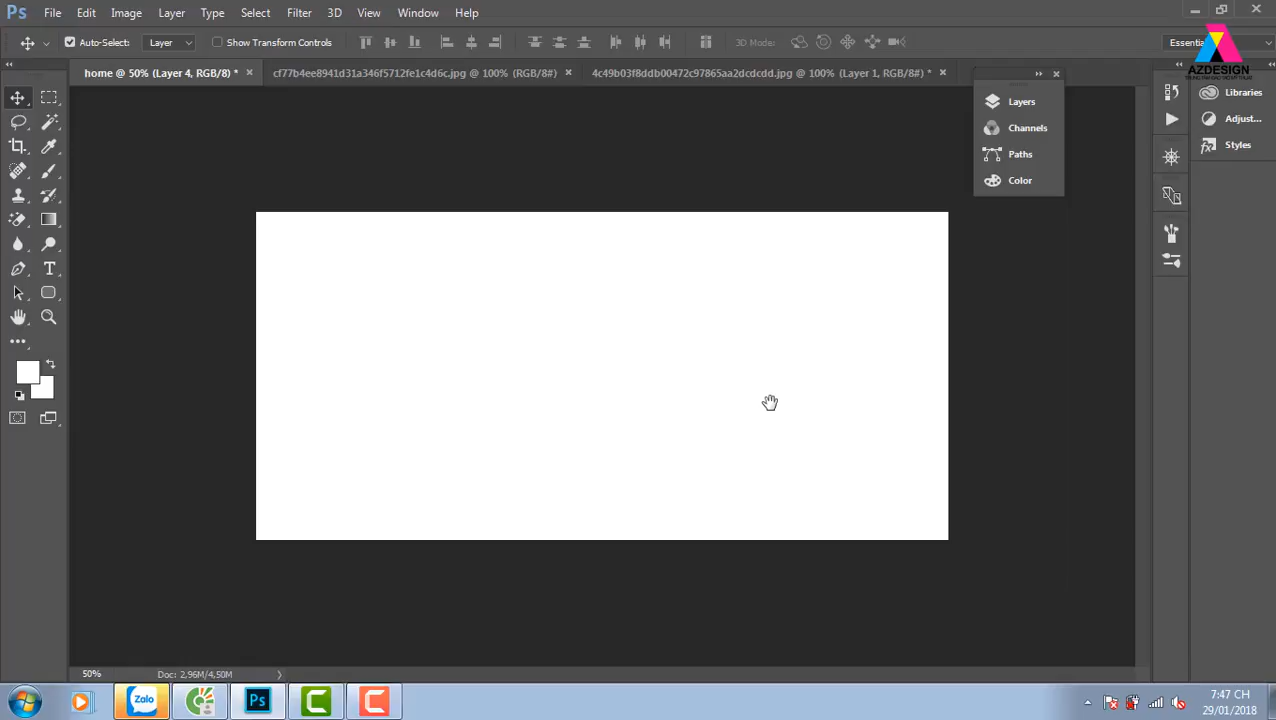 Ps File Edit Image Layer Type Select Filter 3D View Window Help
Auto-Select: Layer Show Transform Controls 3D Mode:
AZDESIGN
home @ 50% (Layer 4, RGB/8) * cf77b4ee8941d31a346f5712fe1c4d6c.jpg @ 100% (RGB/8#) 4c49b03f8ddb00472c97865aa2dcdcdd.jpg @ 100% (Layer 1, RGB/8#) *
Layers
Channels
Paths
Color
Libraries
Adjust...
Styles
50% Doc: 2,96M/4,50M
Zalo
Ps
7:47 CH
29/01/2018